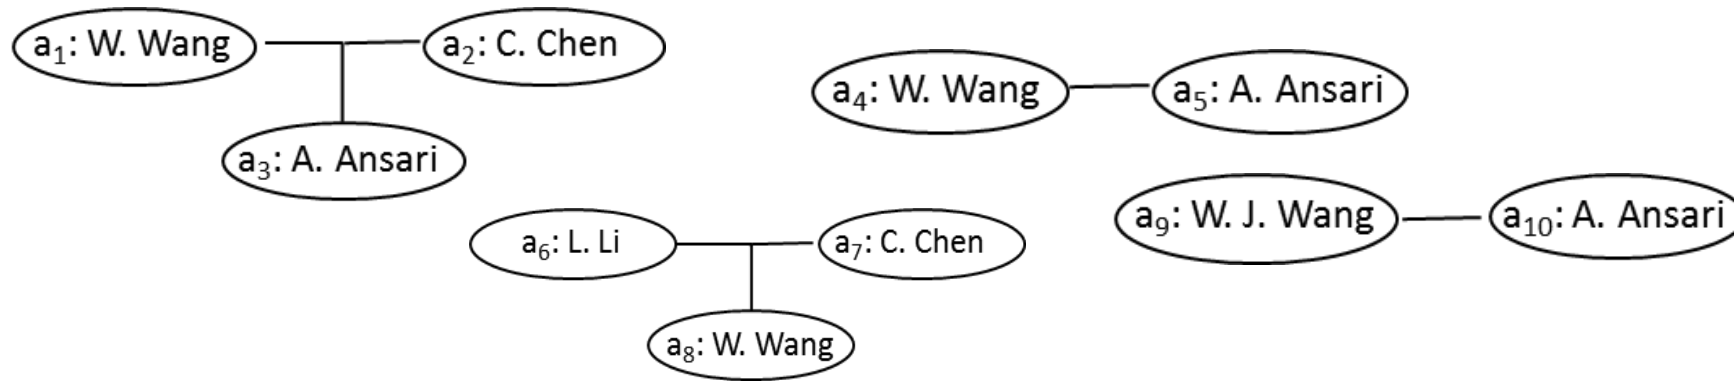 a₁: W. Wang
a₂: C. Chen
a₃: A. Ansari
a₄: W. Wang
a₅: A. Ansari
a₆: L. Li
a₇: C. Chen
a₈: W. Wang
a₉: W. J. Wang
a₁₀: A. Ansari